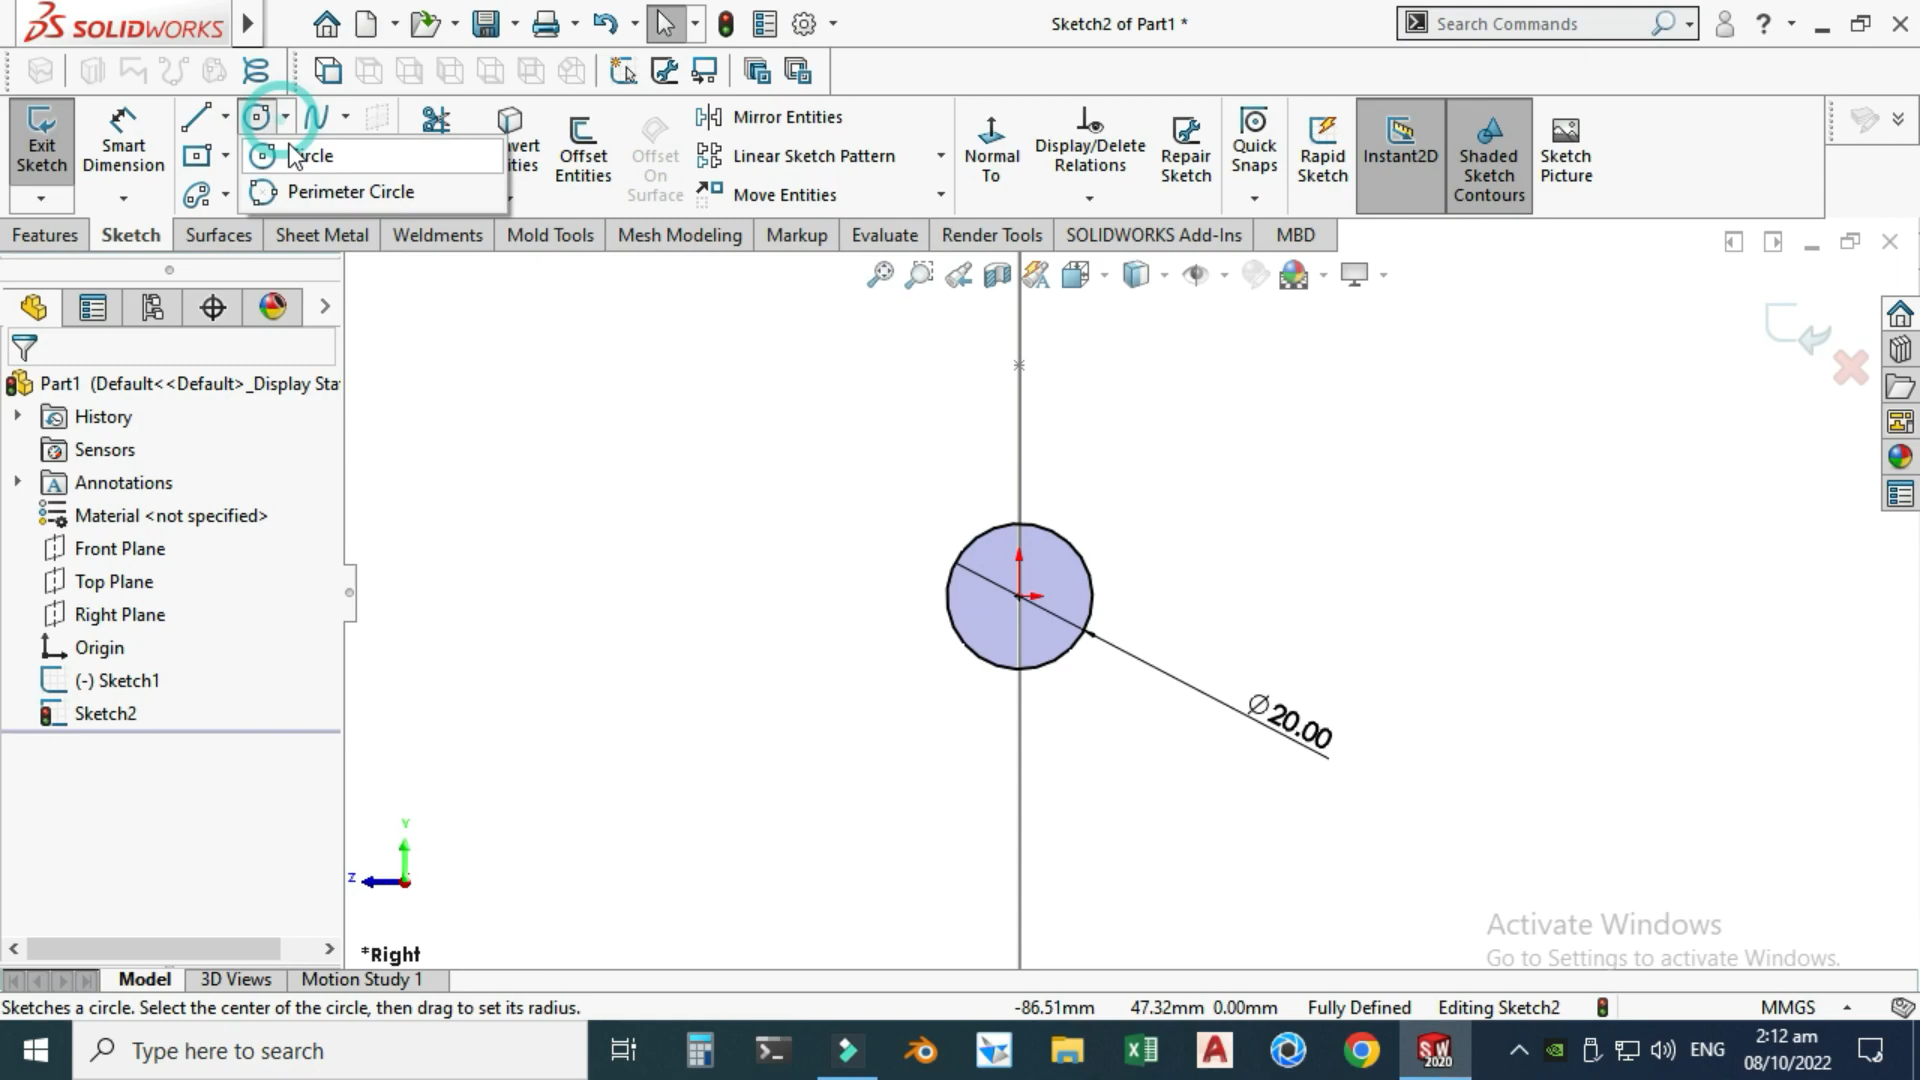 SOLIDWORKS
Sketch2 of Part1 *
Search Commands
Exit Sketch
Smart Dimension
Circle
Perimeter Circle
Offset Entities
Offset On Surface
Mirror Entities
Linear Sketch Pattern
Move Entities
Normal To
Display/Delete Relations
Repair Sketch
Quick Snaps
Rapid Sketch
Instant2D
Shaded Sketch Contours
Sketch Picture
Features Sketch Surfaces Sheet Metal Weldments Mold Tools Mesh Modeling Markup Evaluate Render Tools SOLIDWORKS Add-Ins MBD
Part1 (Default<<Default>_Display Sta
History
Sensors
Annotations
Material <not specified>
Front Plane
Top Plane
Right Plane
Origin
(-) Sketch1
Sketch2
∅20.00
Y
Z
*Right
Activate Windows
Go to Settings to activate Windows.
Model 3D Views Motion Study 1
Sketches a circle. Select the center of the circle, then drag to set its radius.
-86.51mm 47.32mm 0.00mm Fully Defined Editing Sketch2 MMGS
Type here to search
SW 2020
ENG
2:12 am
08/10/2022